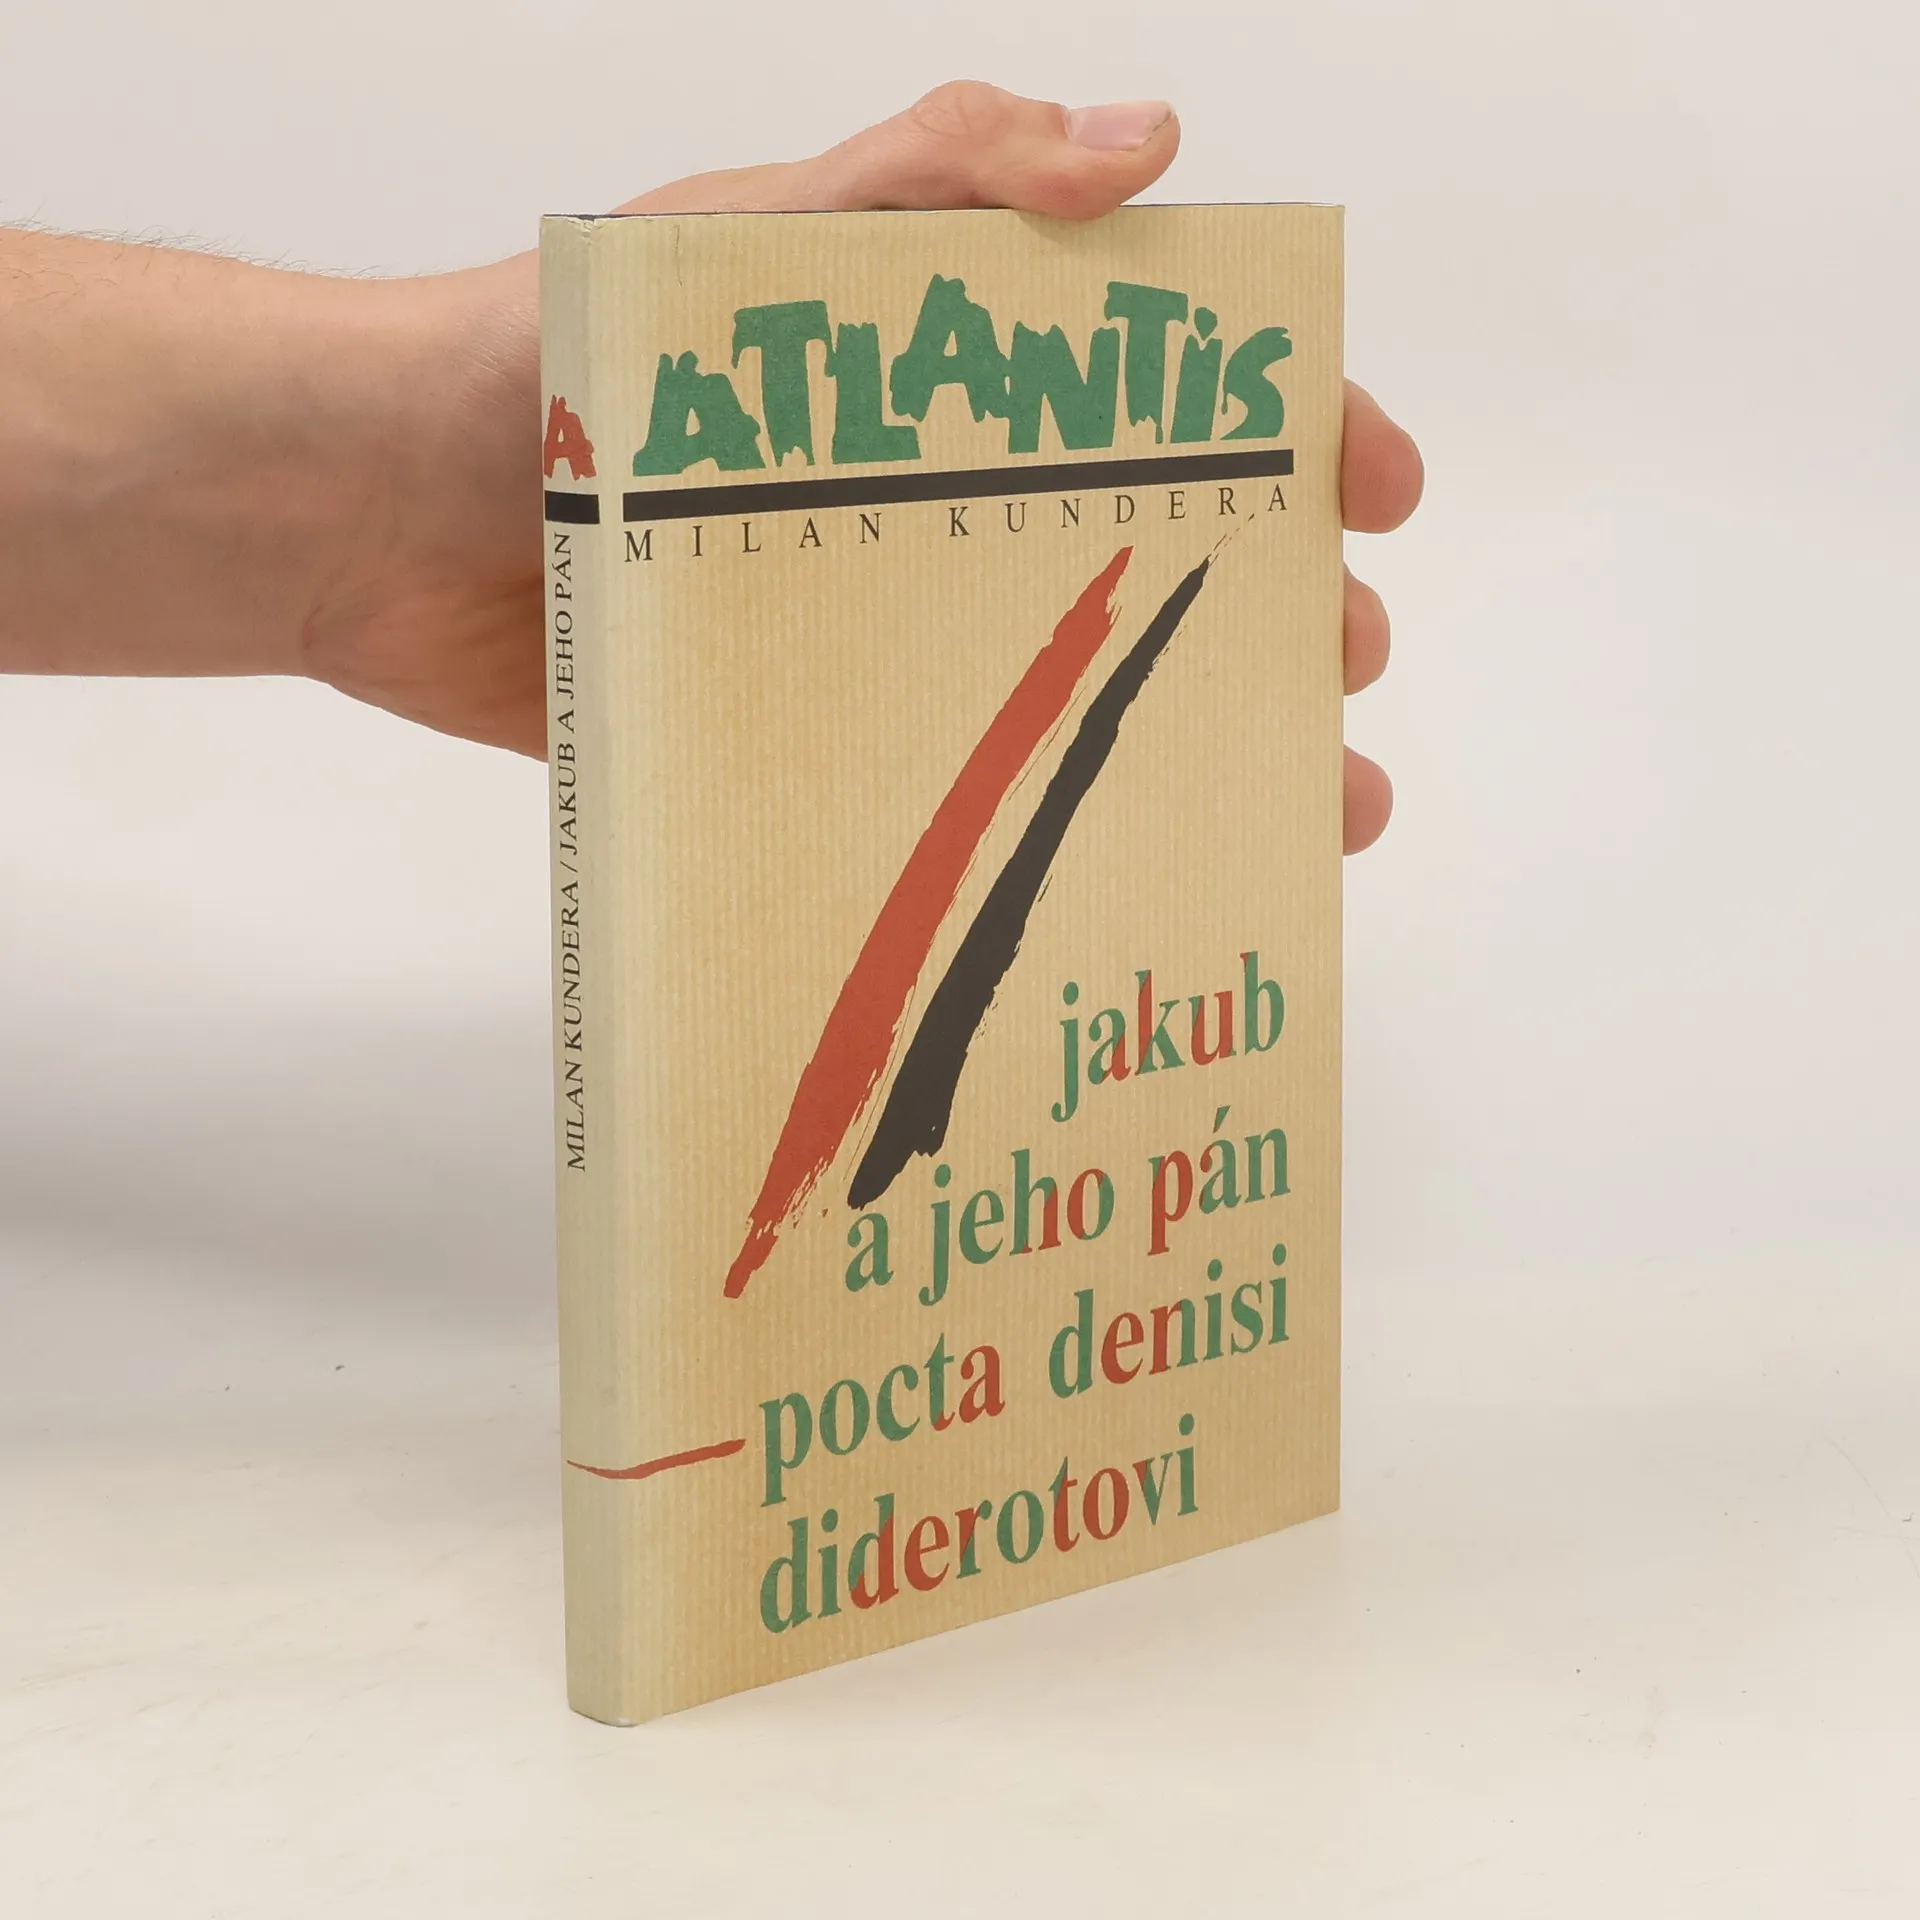 ATLANTIS
MILAN KUNDERA
jakub
a jeho pán
pocta denisi
diderotovi
A
MILAN KUNDERA / JAKUB A JEHO PÁN